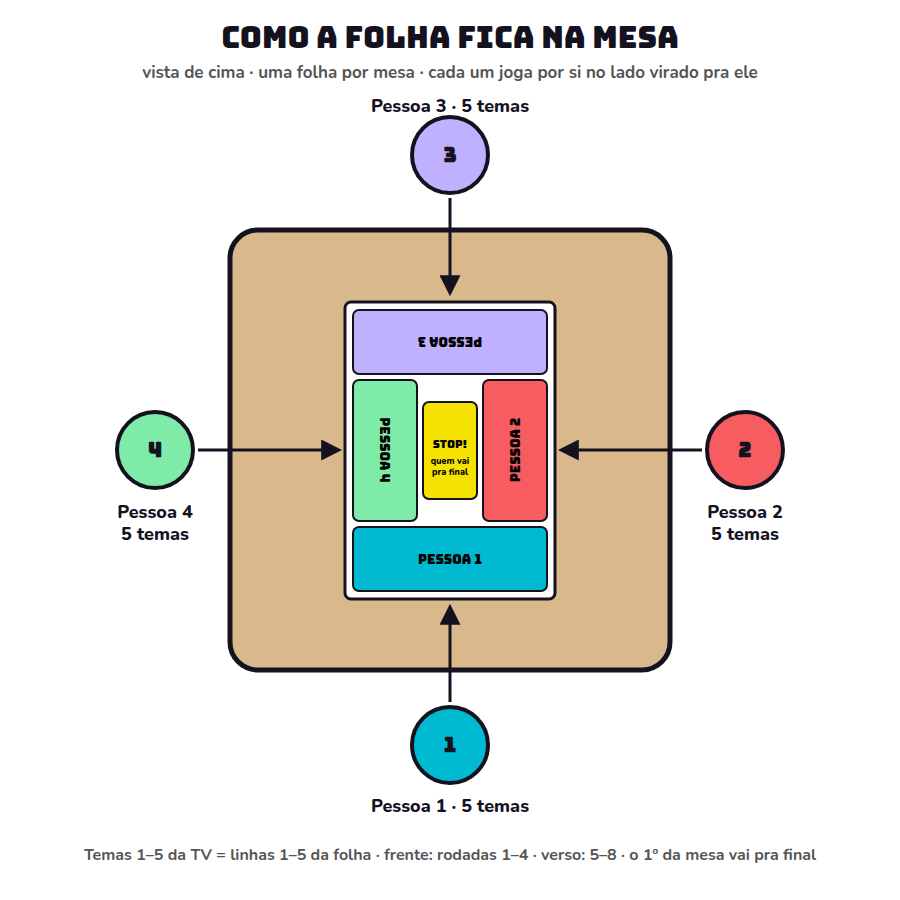 COMO A FOLHA FICA NA MESA
vista de cima · uma folha por mesa · cada um joga por si no lado virado pra ele
Pessoa 3 · 5 temas
3
PESSOA 3
4
PESSOA 4
STOP!
quem vai
pra final
PESSOA 2
2
Pessoa 4
5 temas
Pessoa 2
5 temas
PESSOA 1
1
Pessoa 1 · 5 temas
Temas 1–5 da TV = linhas 1–5 da folha · frente: rodadas 1–4 · verso: 5–8 · o 1º da mesa vai pra final